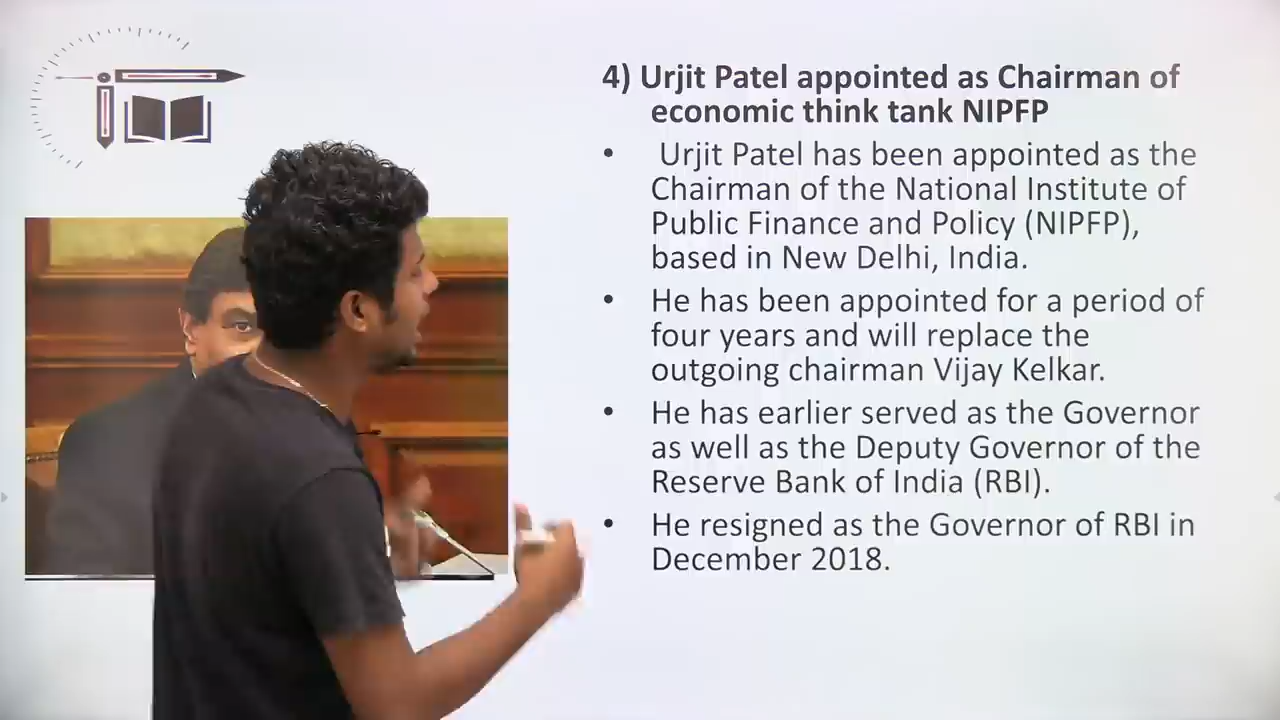 4) Urjit Patel appointed as Chairman of
economic think tank NIPFP
• Urjit Patel has been appointed as the
Chairman of the National Institute of
Public Finance and Policy (NIPFP),
based in New Delhi, India.
• He has been appointed for a period of
four years and will replace the
outgoing chairman Vijay Kelkar.
• He has earlier served as the Governor
as well as the Deputy Governor of the
Reserve Bank of India (RBI).
• He resigned as the Governor of RBI in
December 2018.